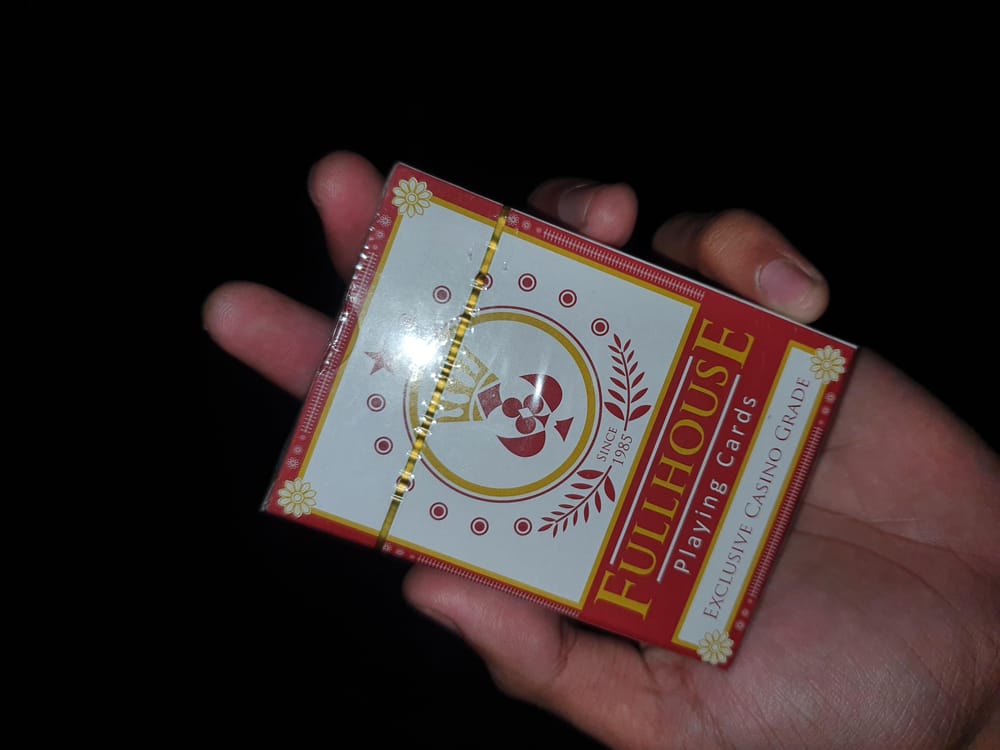 SINCE
1985
FULLHOUSE
Playing Cards
EXCLUSIVE CASINO GRADE